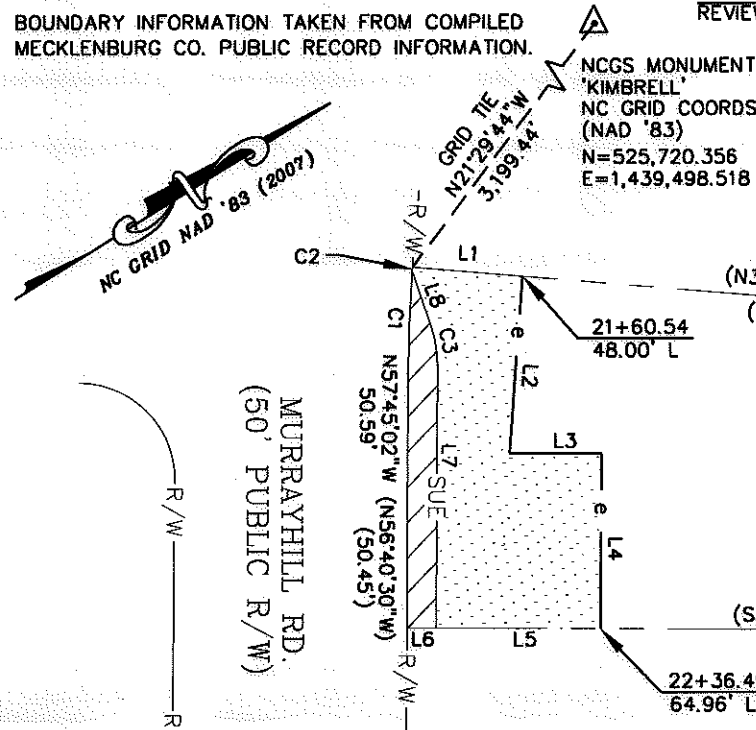 BOUNDARY INFORMATION TAKEN FROM COMPILED
MECKLENBURG CO. PUBLIC RECORD INFORMATION.
REVIEW
NCGS MONUMENT
'KIMBRELL'
NC GRID COORDS
(NAD '83)
N=525,720.356
E=1,439,498.518
GRID TIE
N21°29'44"W
3,199.44'
NC GRID NAD '83 (2007)
R/W
C2
L1
(N3
(
L8
C1
C3
e
21+60.54
48.00' L
L2
L3
N57°45'02"W (N56°40'30"W)
50.59' (50.45')
L7
SUE
MURRAYHILL RD.
(50' PUBLIC R/W)
R/W
e
L4
L6
L5
(S
R/W
R
22+36.4
64.96' L